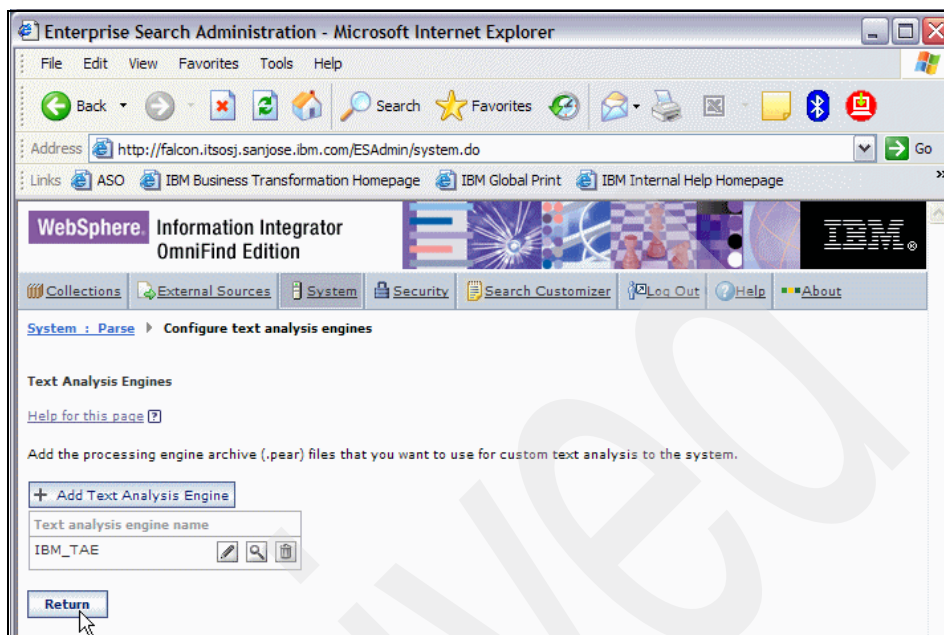 Enterprise Search Administration - Microsoft Internet Explorer
File Edit View Favorites Tools Help
Back Search Favorites
Address http://falcon.itsosj.sanjose.ibm.com/ESAdmin/system.do Go
Links ASO IBM Business Transformation Homepage IBM Global Print IBM Internal Help Homepage »
WebSphere. Information Integrator
OmniFind Edition
IBM®
Collections External Sources System Security Search Customizer Log Out Help About
System : Parse Configure text analysis engines
Text Analysis Engines
Help for this page ?
Add the processing engine archive (.pear) files that you want to use for custom text analysis to the system.
+ Add Text Analysis Engine
Text analysis engine name
IBM_TAE
Return